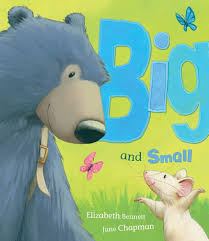 Big
and Small
Elizabeth Bennett
Jane Chapman